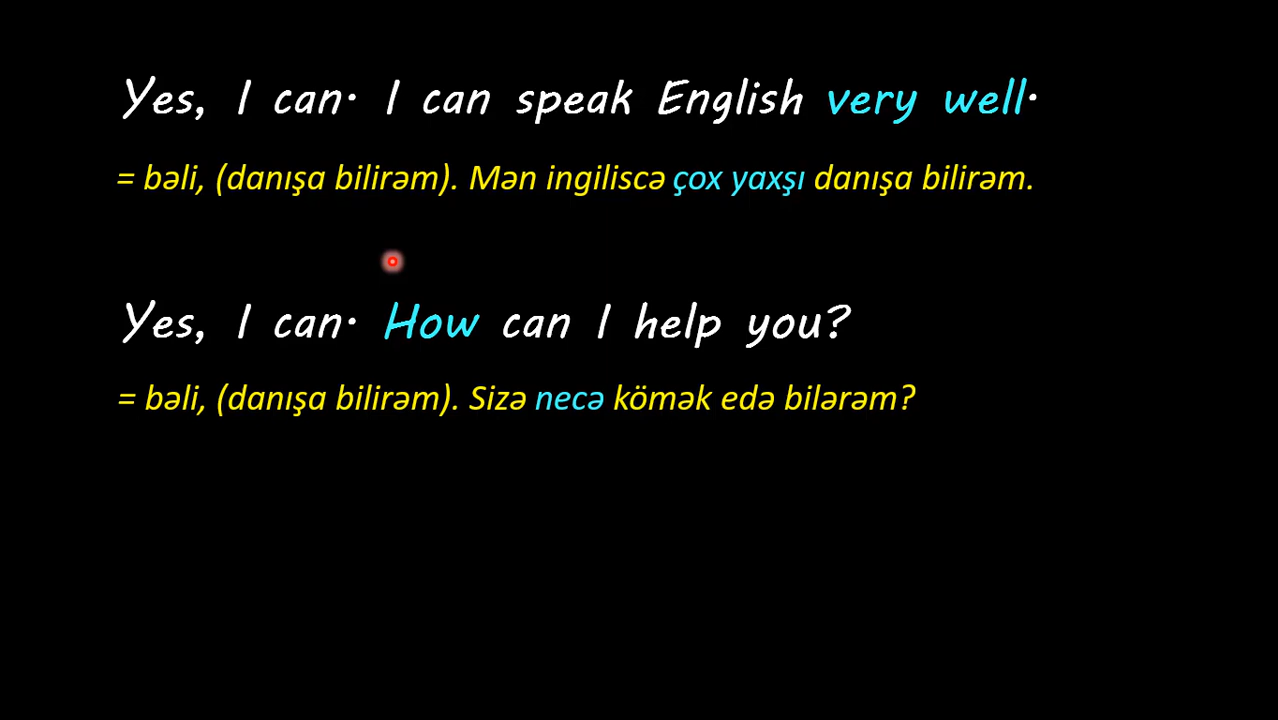 Yes, I can. I can speak English very well.
= bəli, (danışa bilirəm). Mən ingiliscə çox yaxşı danışa bilirəm.
Yes, I can. How can I help you?
= bəli, (danışa bilirəm). Sizə necə kömək edə bilərəm?